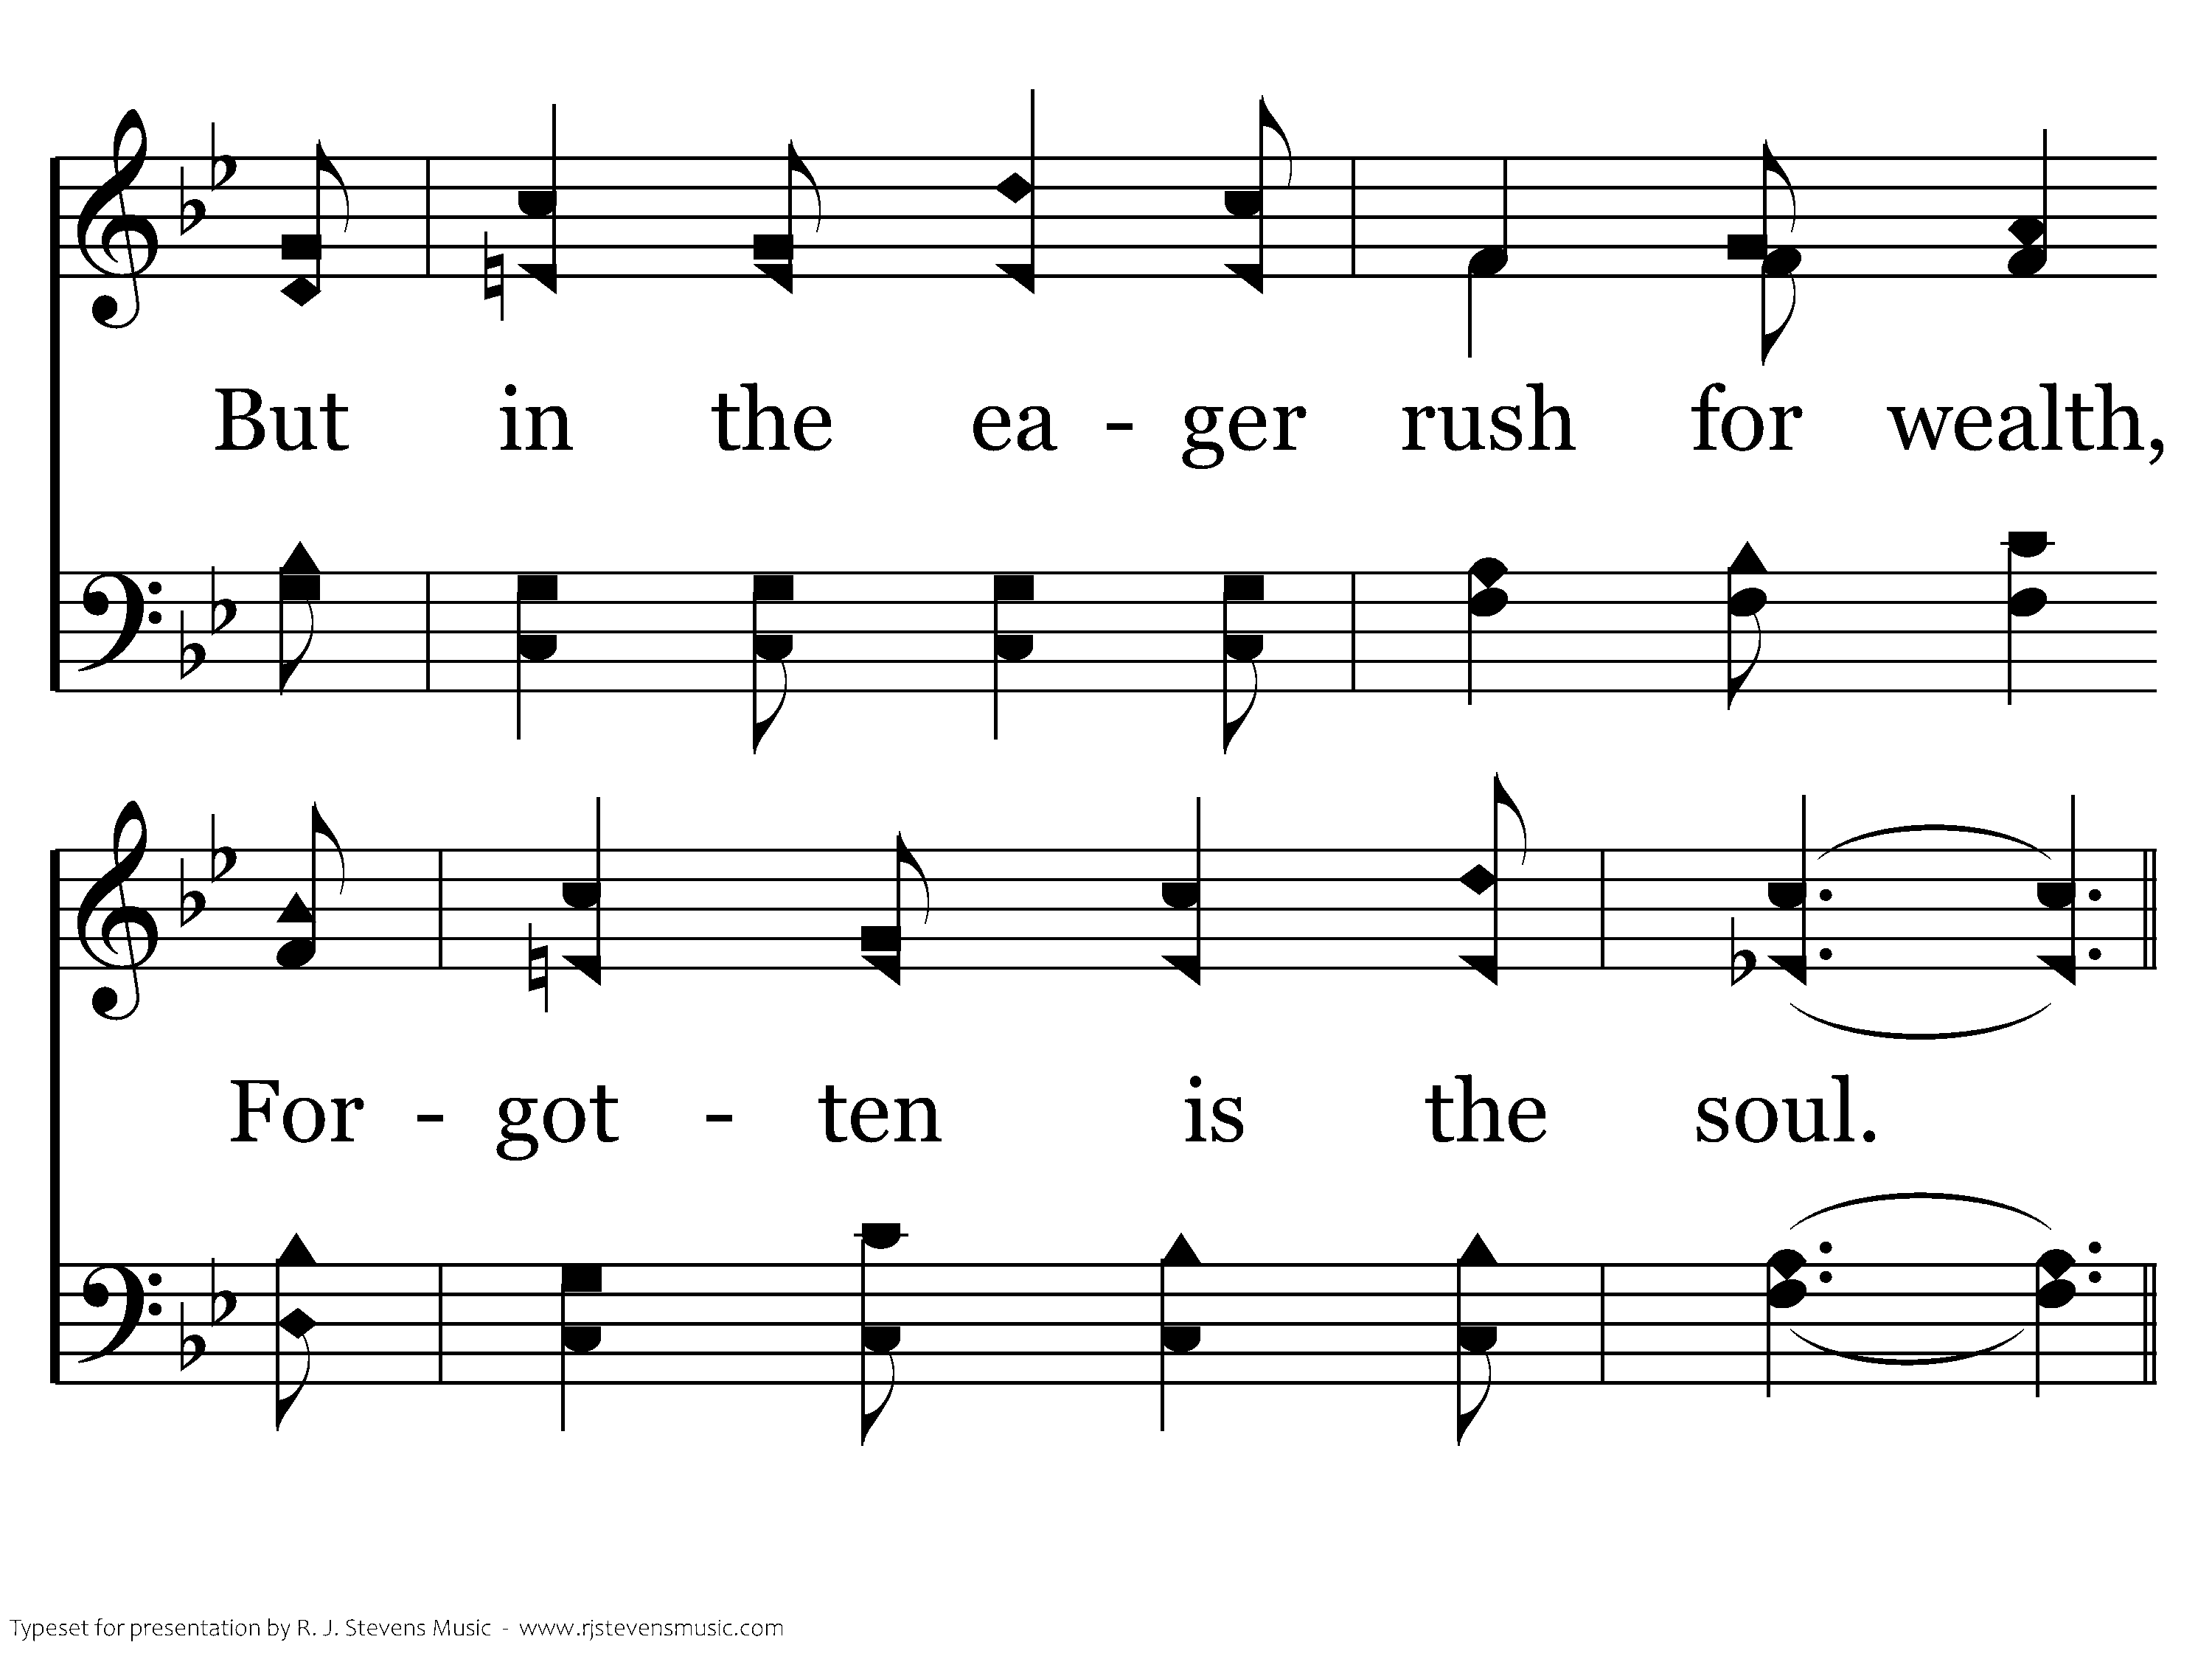 But in the ea - ger rush for wealth,
For - got - ten is the soul.
Typeset for presentation by R. J. Stevens Music - www.rjstevensmusic.com